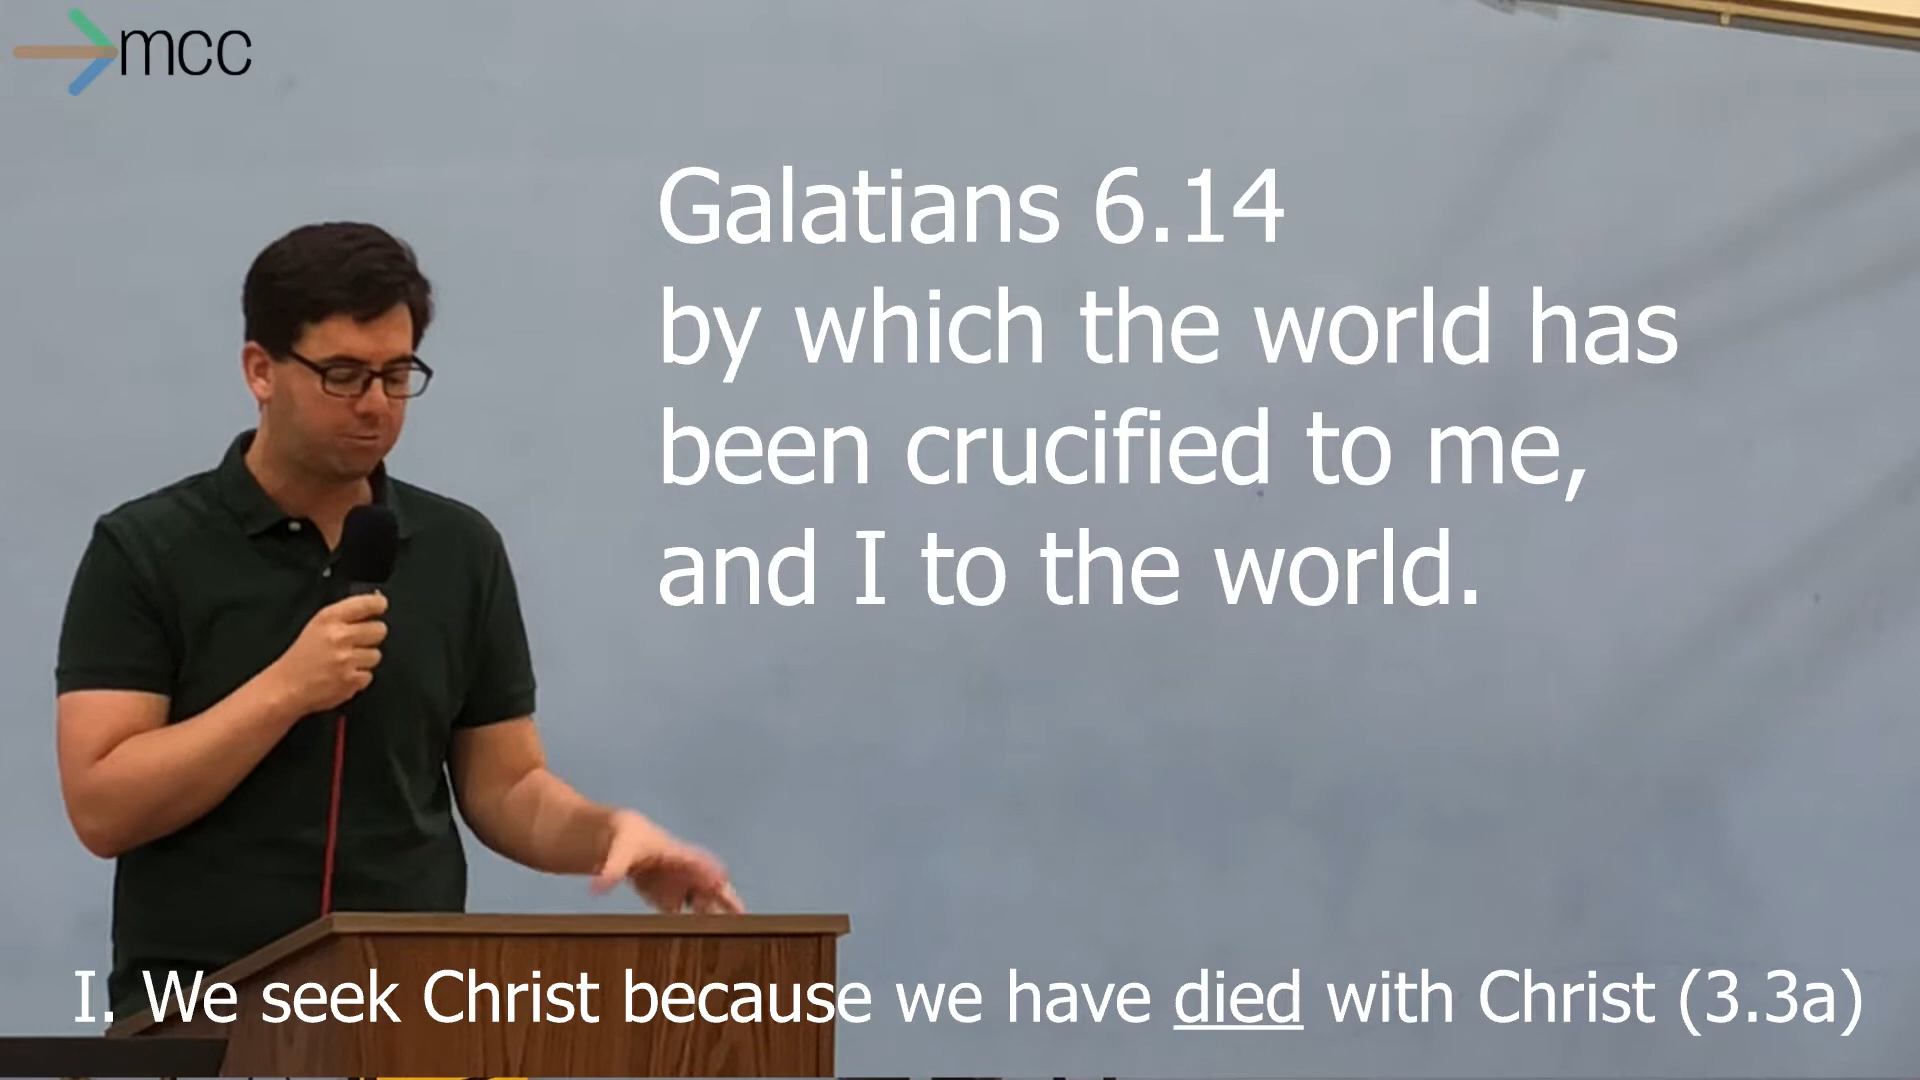 mcc
Galatians 6.14
by which the world has
been crucified to me,
and I to the world.
I. We seek Christ because we have died with Christ (3.3a)